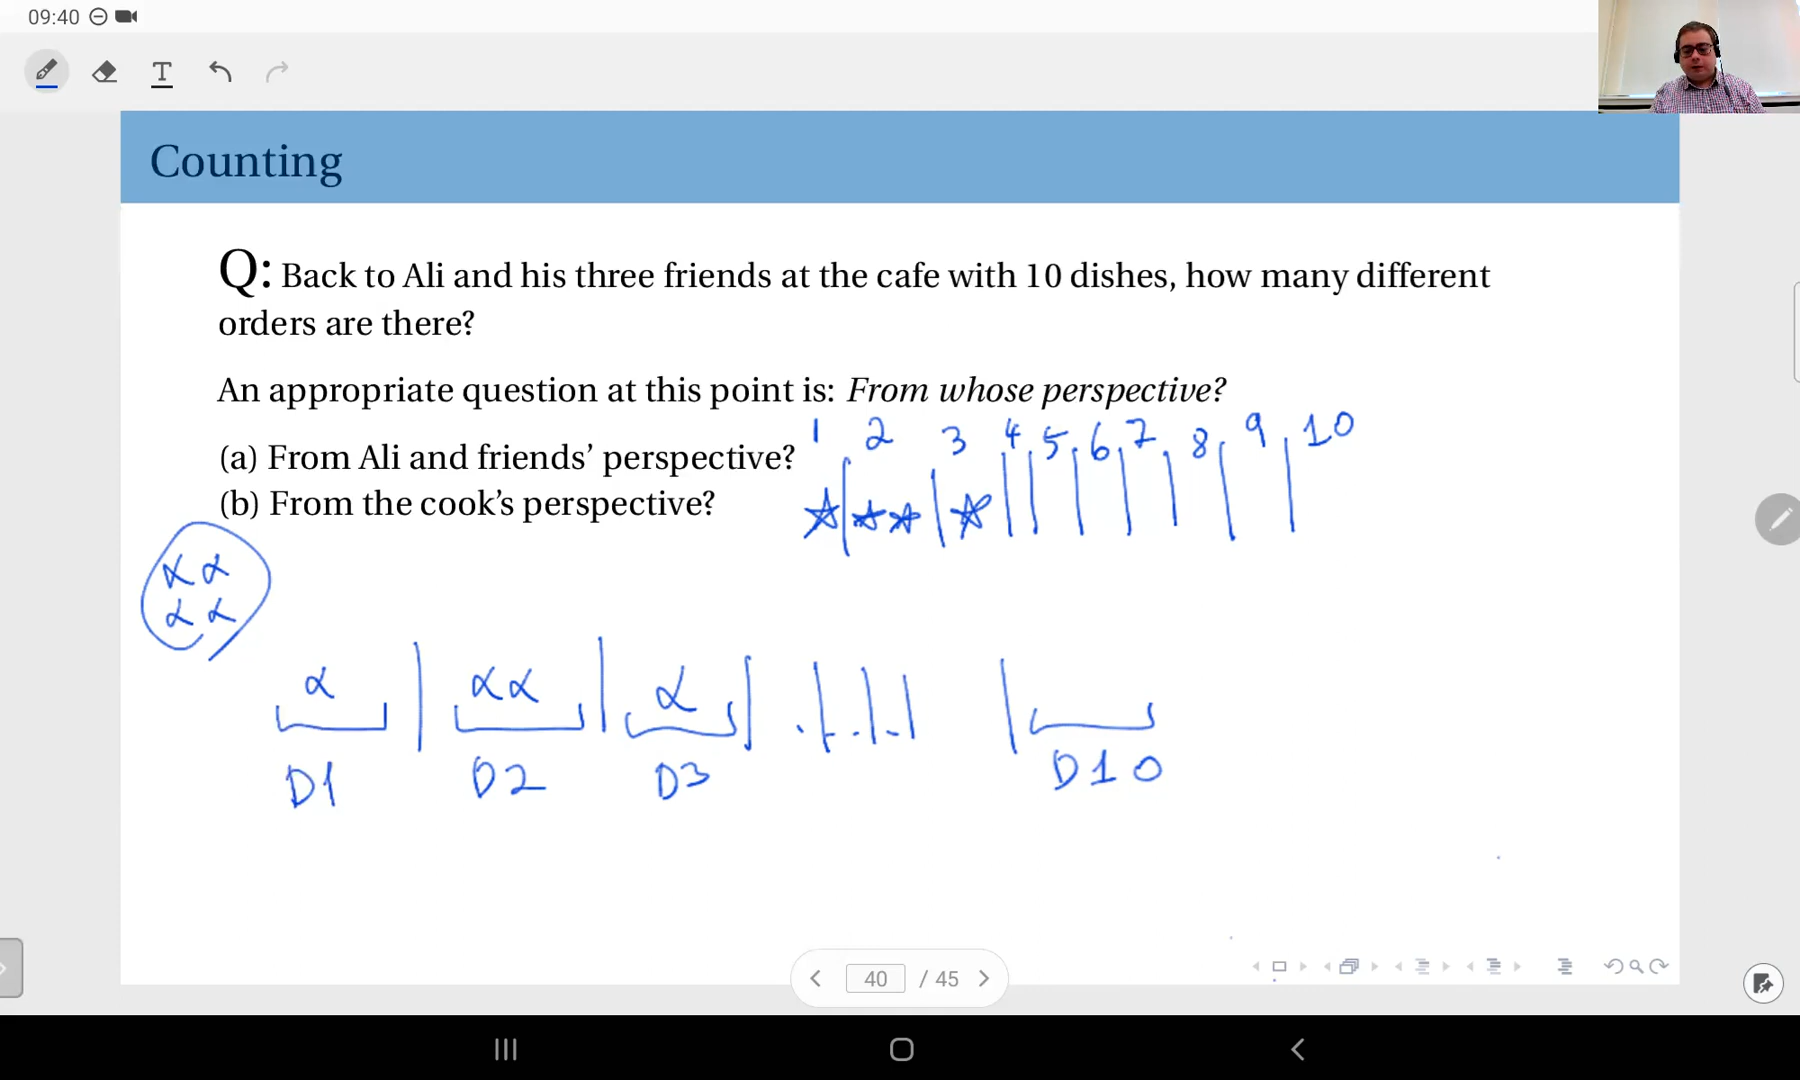 09:40
T
Counting
Q: Back to Ali and his three friends at the cafe with 10 dishes, how many different
orders are there?
An appropriate question at this point is: From whose perspective?
(a) From Ali and friends' perspective?
(b) From the cook's perspective?
1 2 3 4 5 6 7 8 9 10
α α
α α
α αα α
D1 D2 D3 D10
40 / 45